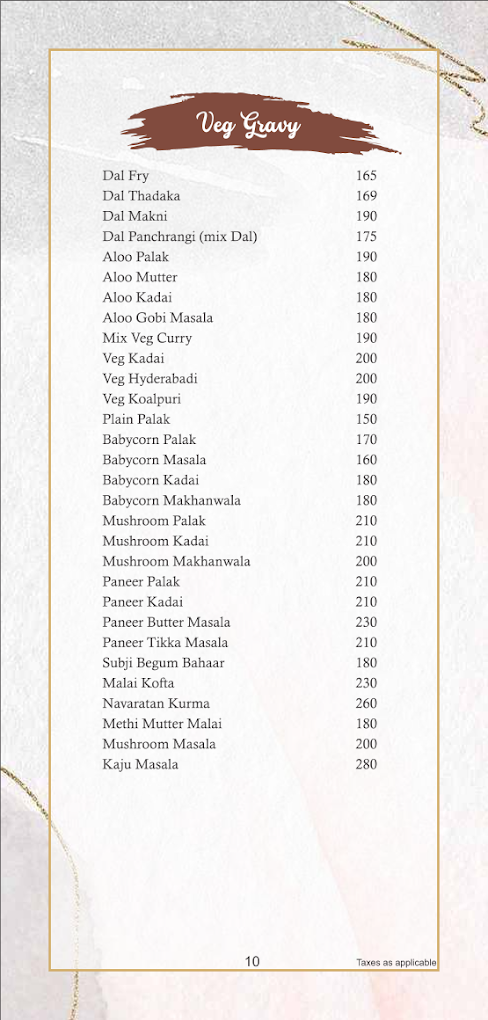 Veg Gravy
Dal Fry 165
Dal Thadaka 169
Dal Makni 190
Dal Panchrangi (mix Dal) 175
Aloo Palak 190
Aloo Mutter 180
Aloo Kadai 180
Aloo Gobi Masala 180
Mix Veg Curry 190
Veg Kadai 200
Veg Hyderabadi 200
Veg Koalpuri 190
Plain Palak 150
Babycorn Palak 170
Babycorn Masala 160
Babycorn Kadai 180
Babycorn Makhanwala 180
Mushroom Palak 210
Mushroom Kadai 210
Mushroom Makhanwala 200
Paneer Palak 210
Paneer Kadai 210
Paneer Butter Masala 230
Paneer Tikka Masala 210
Subji Begum Bahaar 180
Malai Kofta 230
Navaratan Kurma 260
Methi Mutter Malai 180
Mushroom Masala 200
Kaju Masala 280
10 Taxes as applicable